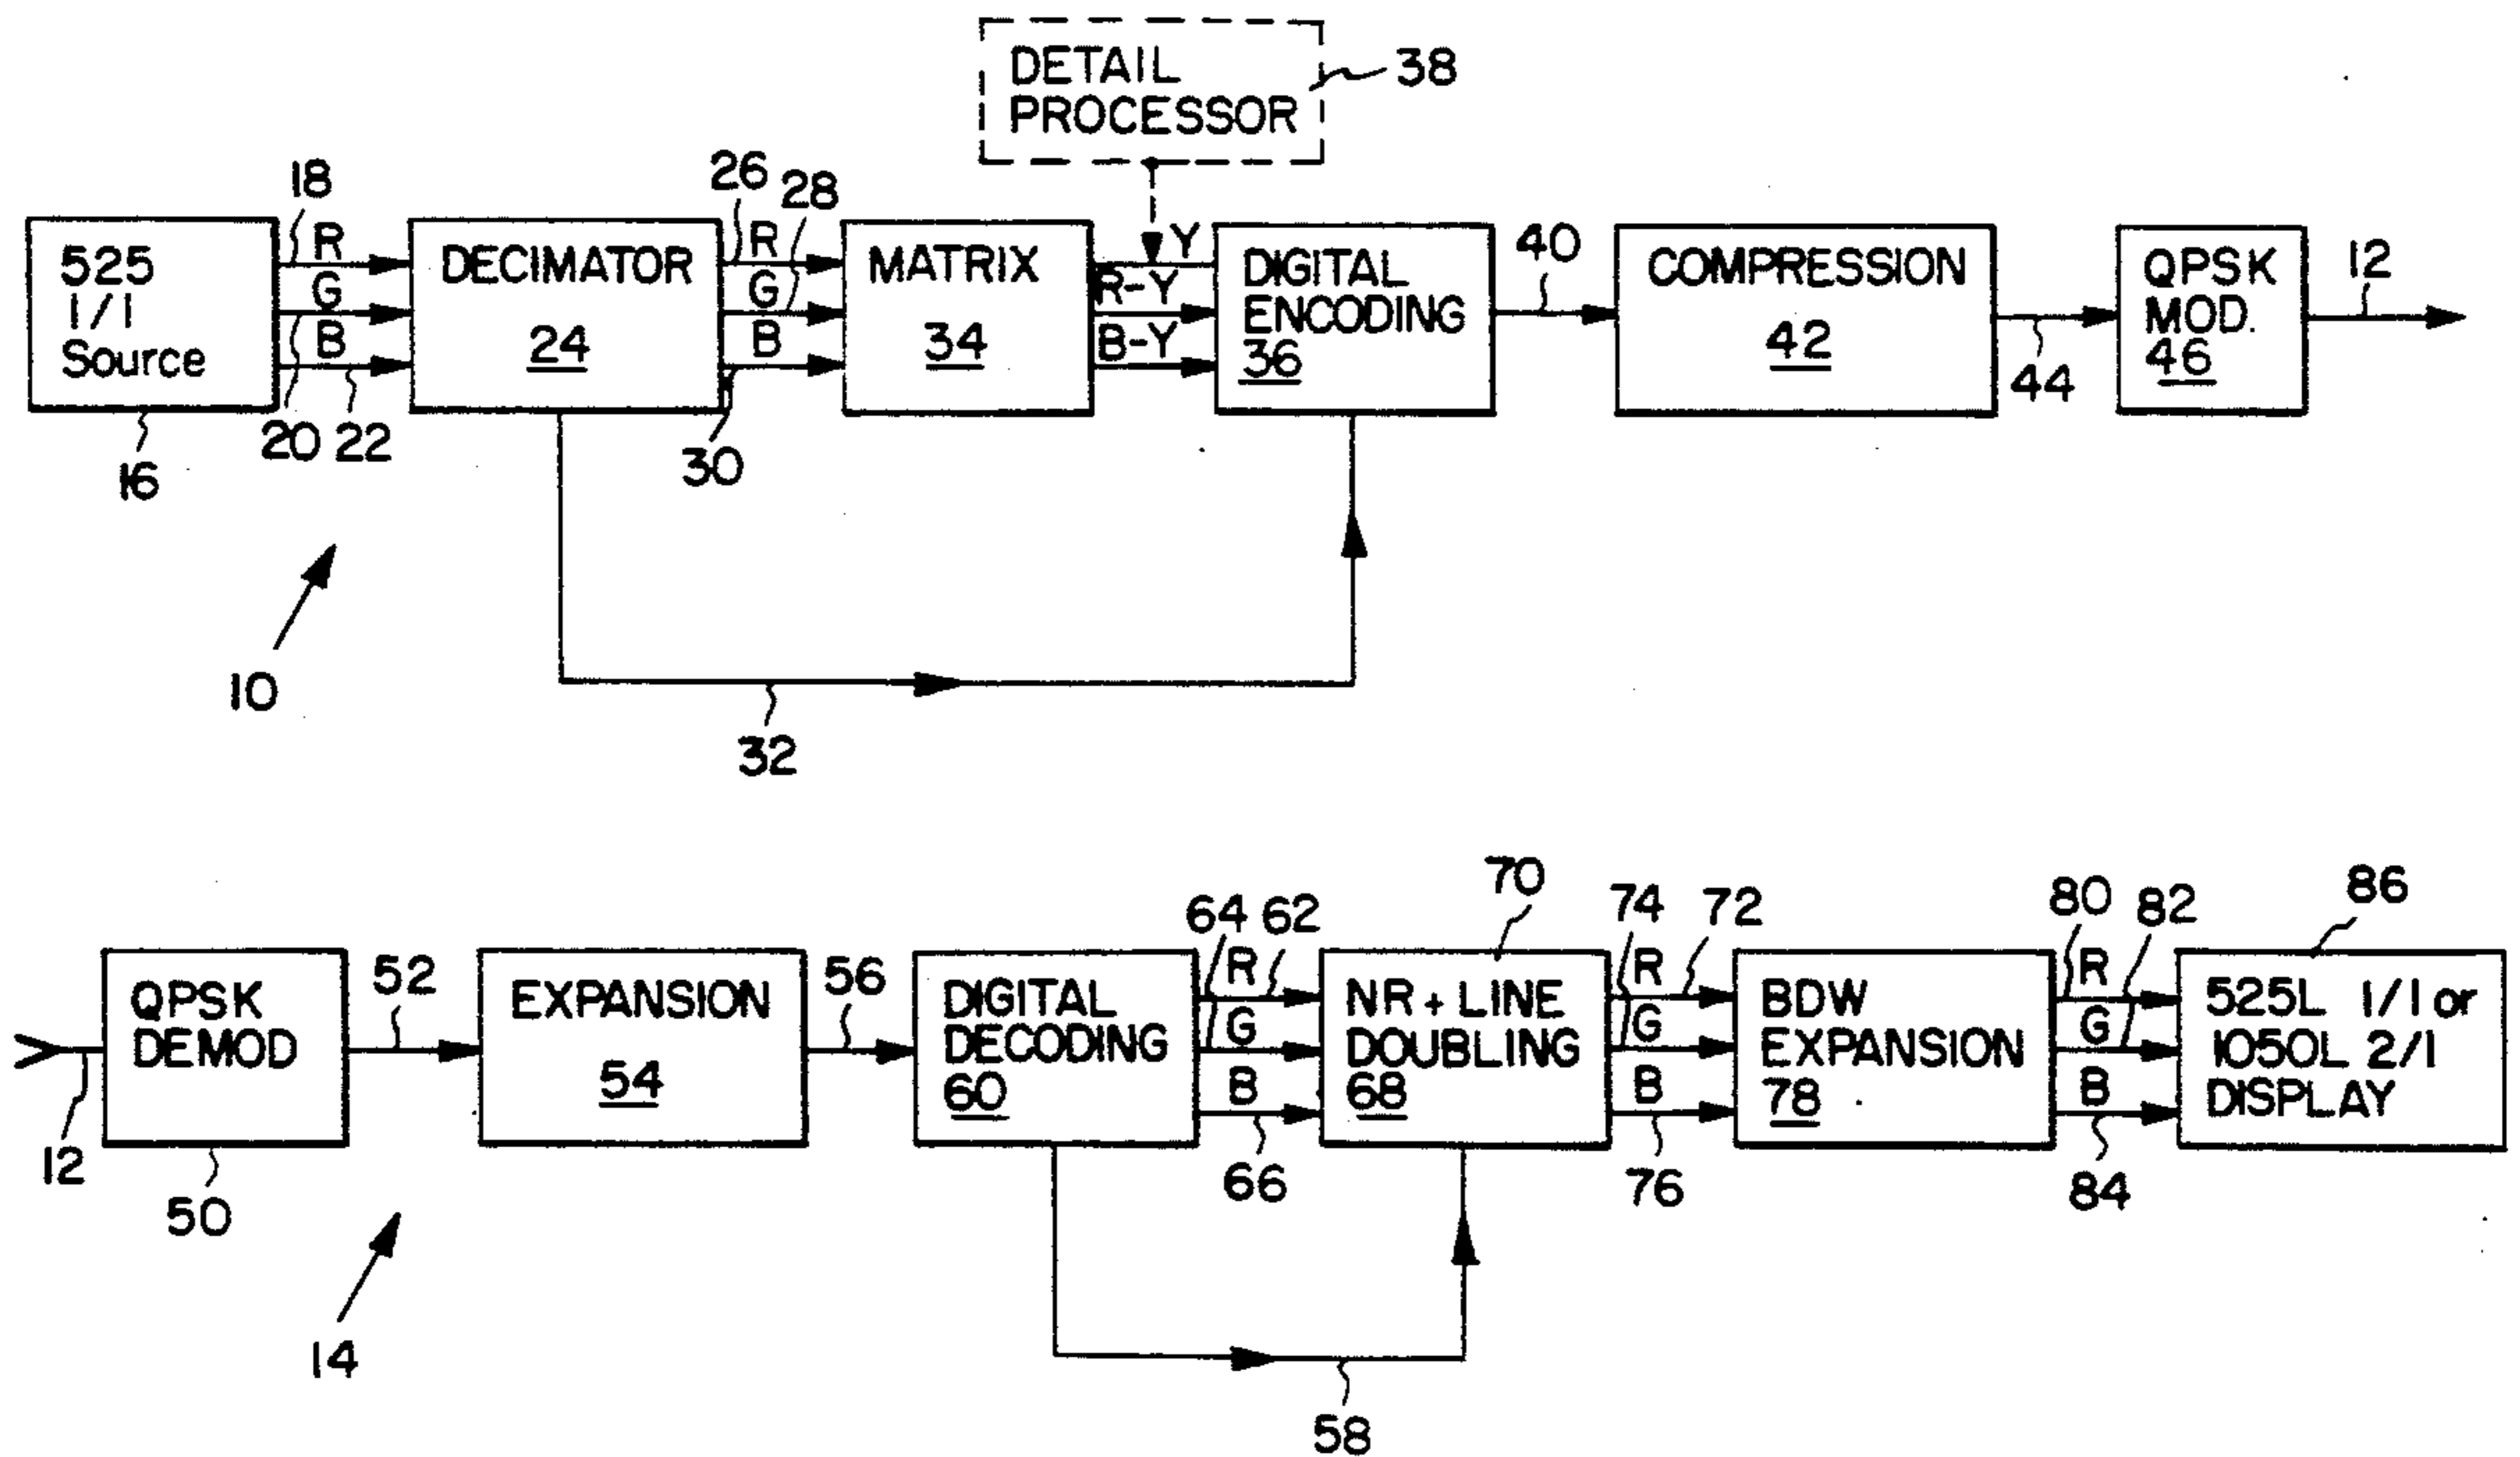 DETAIL
PROCESSOR
38
18
26
28
525
1/1
Source
R
G
B
DECIMATOR
24
R
G
B
MATRIX
34
Y
R-Y
B-Y
DIGITAL
ENCODING
36
40
COMPRESSION
42
44
QPSK
MOD.
46
12
16
20
22
30
10
32
70
64
62
74
72
80
82
86
QPSK
DEMOD
52
EXPANSION
54
56
DIGITAL
DECODING
60
R
G
B
NR + LINE
DOUBLING
68
R
G
B
BDW
EXPANSION
78
R
G
B
525L 1/1 or
1050L 2/1
DISPLAY
12
50
66
76
84
14
58